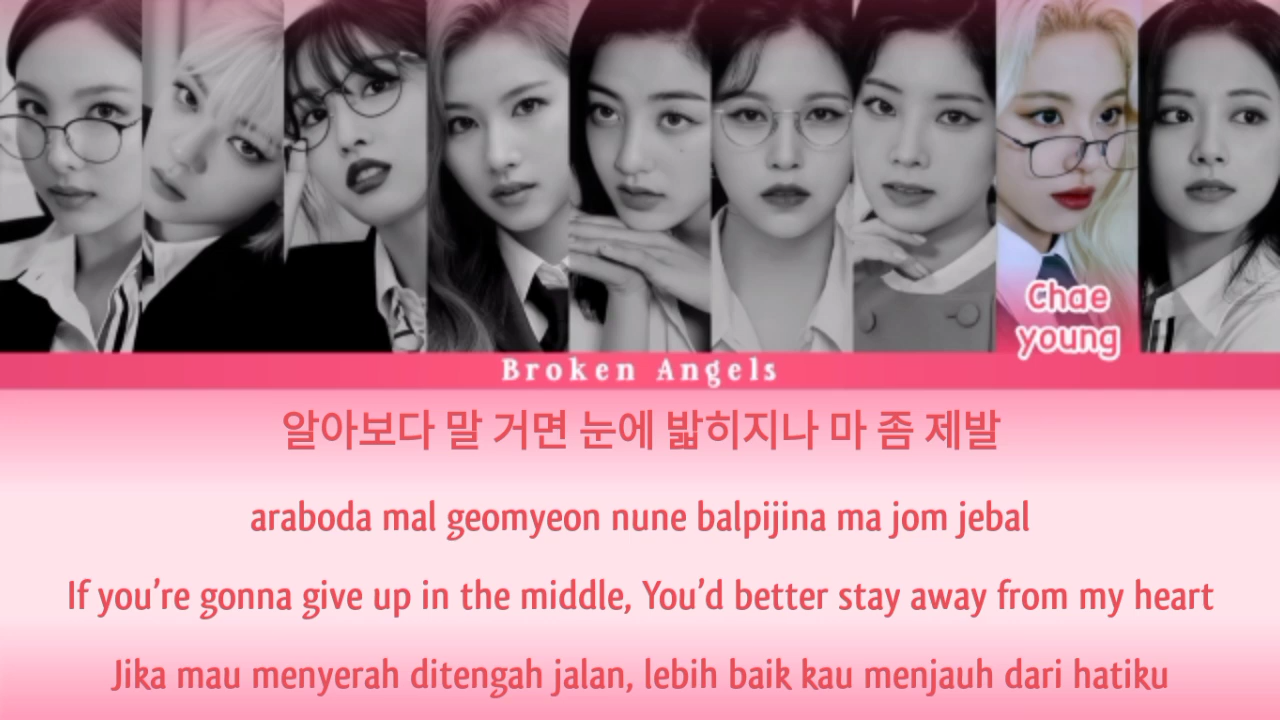 Chae
young
Broken Angels
알아보다 말 거면 눈에 밟히지나 마 좀 제발
araboda mal geomyeon nune balpijina ma jom jebal
If you’re gonna give up in the middle, You’d better stay away from my heart
Jika mau menyerah ditengah jalan, lebih baik kau menjauh dari hatiku